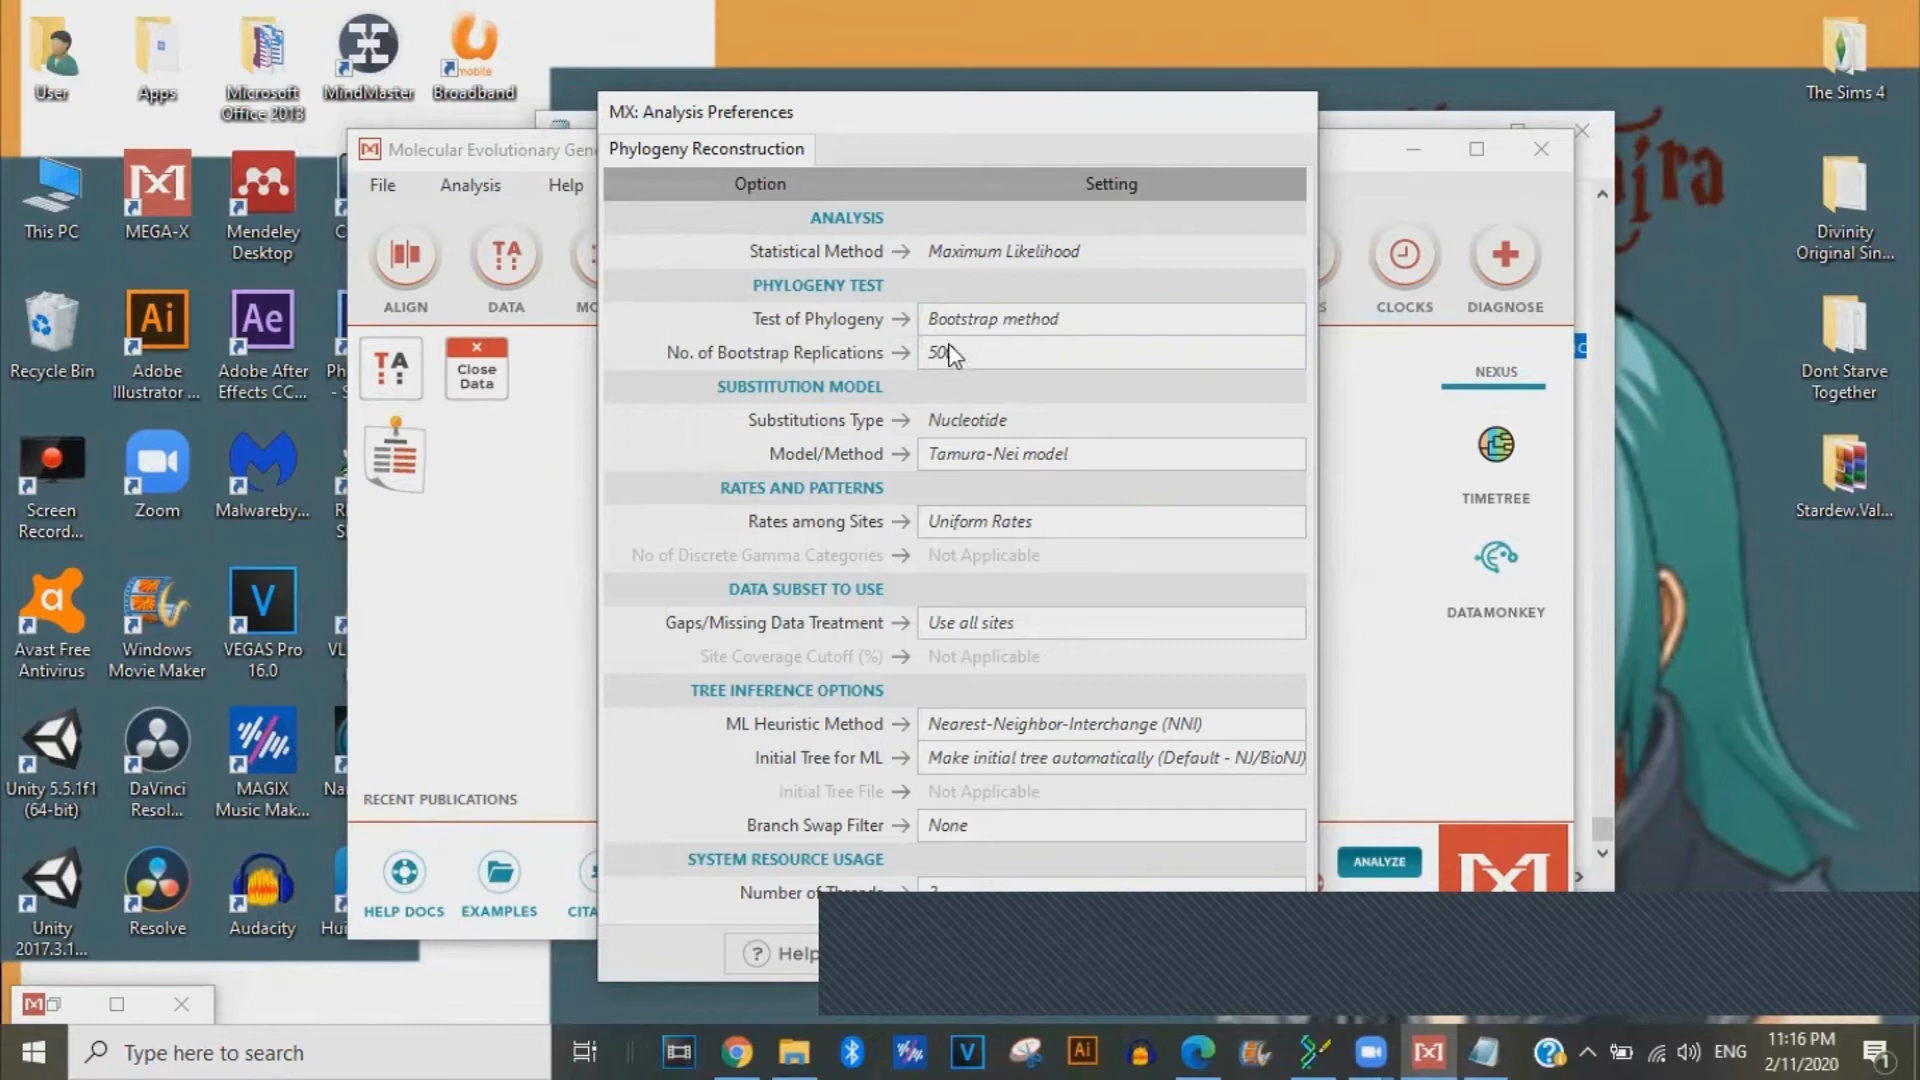 User
Apps
Microsoft
Office 2013
MindMaster
Broadband
mobile
The Sims 4
This PC
MEGA-X
Mendeley
Desktop
Divinity
Original Sin...
Recycle Bin
Adobe
Illustrator ...
Adobe After
Effects CC...
Dont Starve
Together
Screen
Record...
Zoom
Malwareby...
Stardew.Val...
Avast Free
Antivirus
Windows
Movie Maker
VEGAS Pro
16.0
Unity 5.5.1f1
(64-bit)
DaVinci
Resol...
MAGIX
Music Mak...
Unity
2017.3.1...
Resolve
Audacity
Molecular Evolutionary Gen
File
Analysis
Help
ALIGN
DATA
TA
Close
Data
RECENT PUBLICATIONS
HELP DOCS
EXAMPLES
MX: Analysis Preferences
Phylogeny Reconstruction
Option Setting
ANALYSIS
Statistical Method → Maximum Likelihood
PHYLOGENY TEST
Test of Phylogeny → Bootstrap method
No. of Bootstrap Replications →
SUBSTITUTION MODEL
Substitutions Type → Nucleotide
Model/Method → Tamura-Nei model
RATES AND PATTERNS
Rates among Sites → Uniform Rates
No of Discrete Gamma Categories → Not Applicable
DATA SUBSET TO USE
Gaps/Missing Data Treatment → Use all sites
Site Coverage Cutoff (%) → Not Applicable
TREE INFERENCE OPTIONS
ML Heuristic Method → Nearest-Neighbor-Interchange (NNI)
Initial Tree for ML → Make initial tree automatically (Default - NJ/BioNJ)
Initial Tree File → Not Applicable
Branch Swap Filter → None
SYSTEM RESOURCE USAGE
Number of Threads →
Help
CLOCKS
DIAGNOSE
NEXUS
TIMETREE
DATAMONKEY
ANALYZE
Type here to search
ENG
11:16 PM
2/11/2020